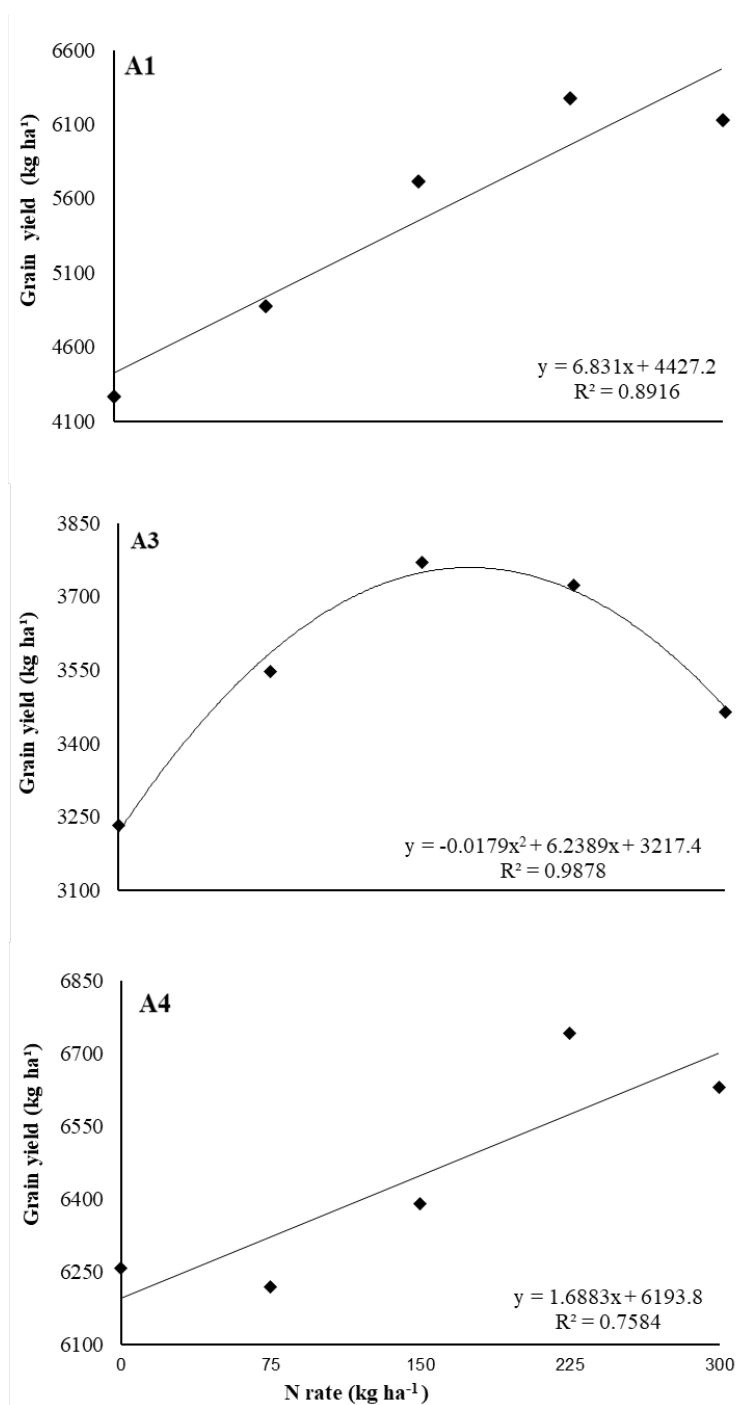 A1
Grain yield (kg ha¹)
6600
6100
5600
5100
4600
4100
y = 6.831x + 4427.2
R² = 0.8916
A3
Grain yield (kg ha¹)
3850
3700
3550
3400
3250
3100
y = -0.0179x² + 6.2389x + 3217.4
R² = 0.9878
A4
Grain yield (kg ha¹)
6850
6700
6550
6400
6250
6100
y = 1.6883x + 6193.8
R² = 0.7584
0 75 150 225 300
N rate (kg ha⁻¹)